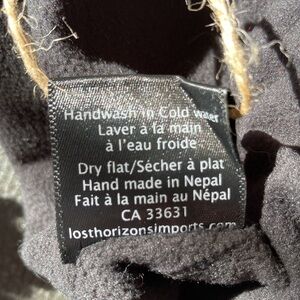 Handwash in Cold water
Laver à la main
à l'eau froide
Dry flat/Sécher à plat
Hand made in Nepal
Fait à la main au Népal
CA 33631
losthorizonsimports.com